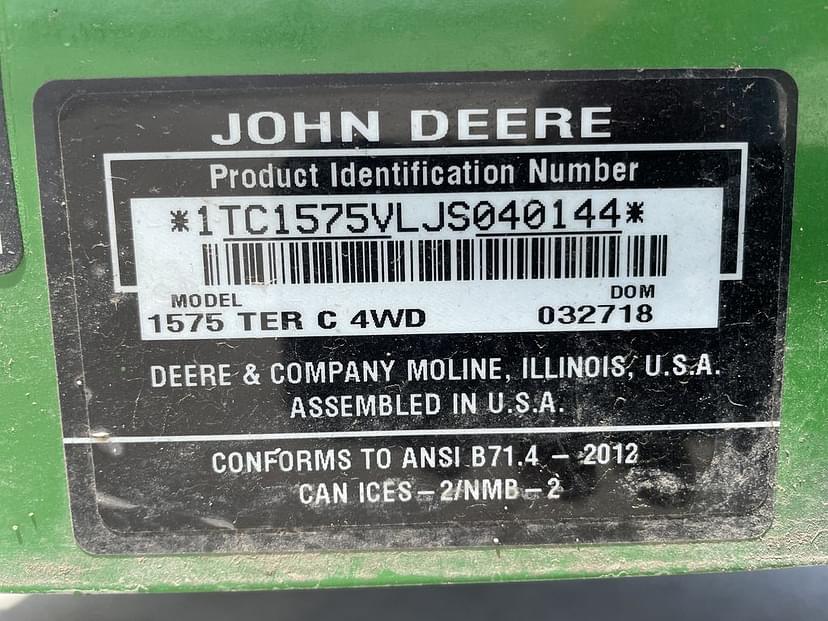 JOHN DEERE
Product Identification Number
*1TC1575VLJS040144*
MODEL DOM
1575 TER C 4WD 032718
DEERE & COMPANY MOLINE, ILLINOIS, U.S.A.
ASSEMBLED IN U.S.A.
CONFORMS TO ANSI B71.4 – 2012
CAN ICES – 2/NMB – 2